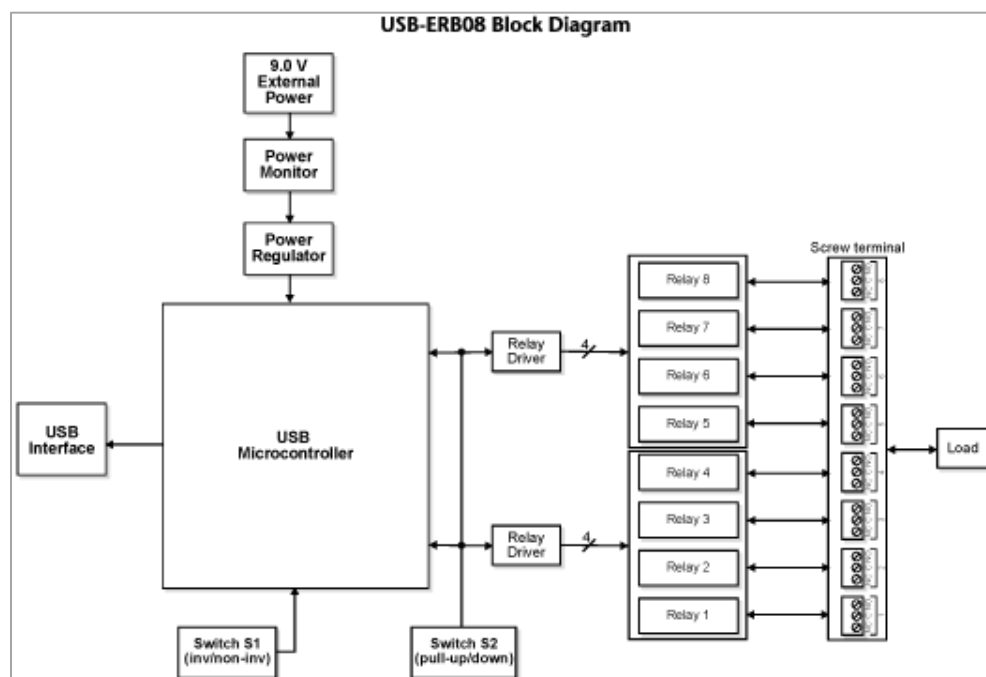 USB-ERB08 Block Diagram
9.0 V
External
Power
Power
Monitor
Power
Regulator
Screw terminal
Relay 8
Relay 7
Relay
Driver
4
Relay 6
Relay 5
USB
Interface
USB
Microcontroller
Load
Relay 4
Relay 3
Relay
Driver
4
Relay 2
Relay 1
Switch S1
(inv/non-inv)
Switch S2
(pull-up/down)